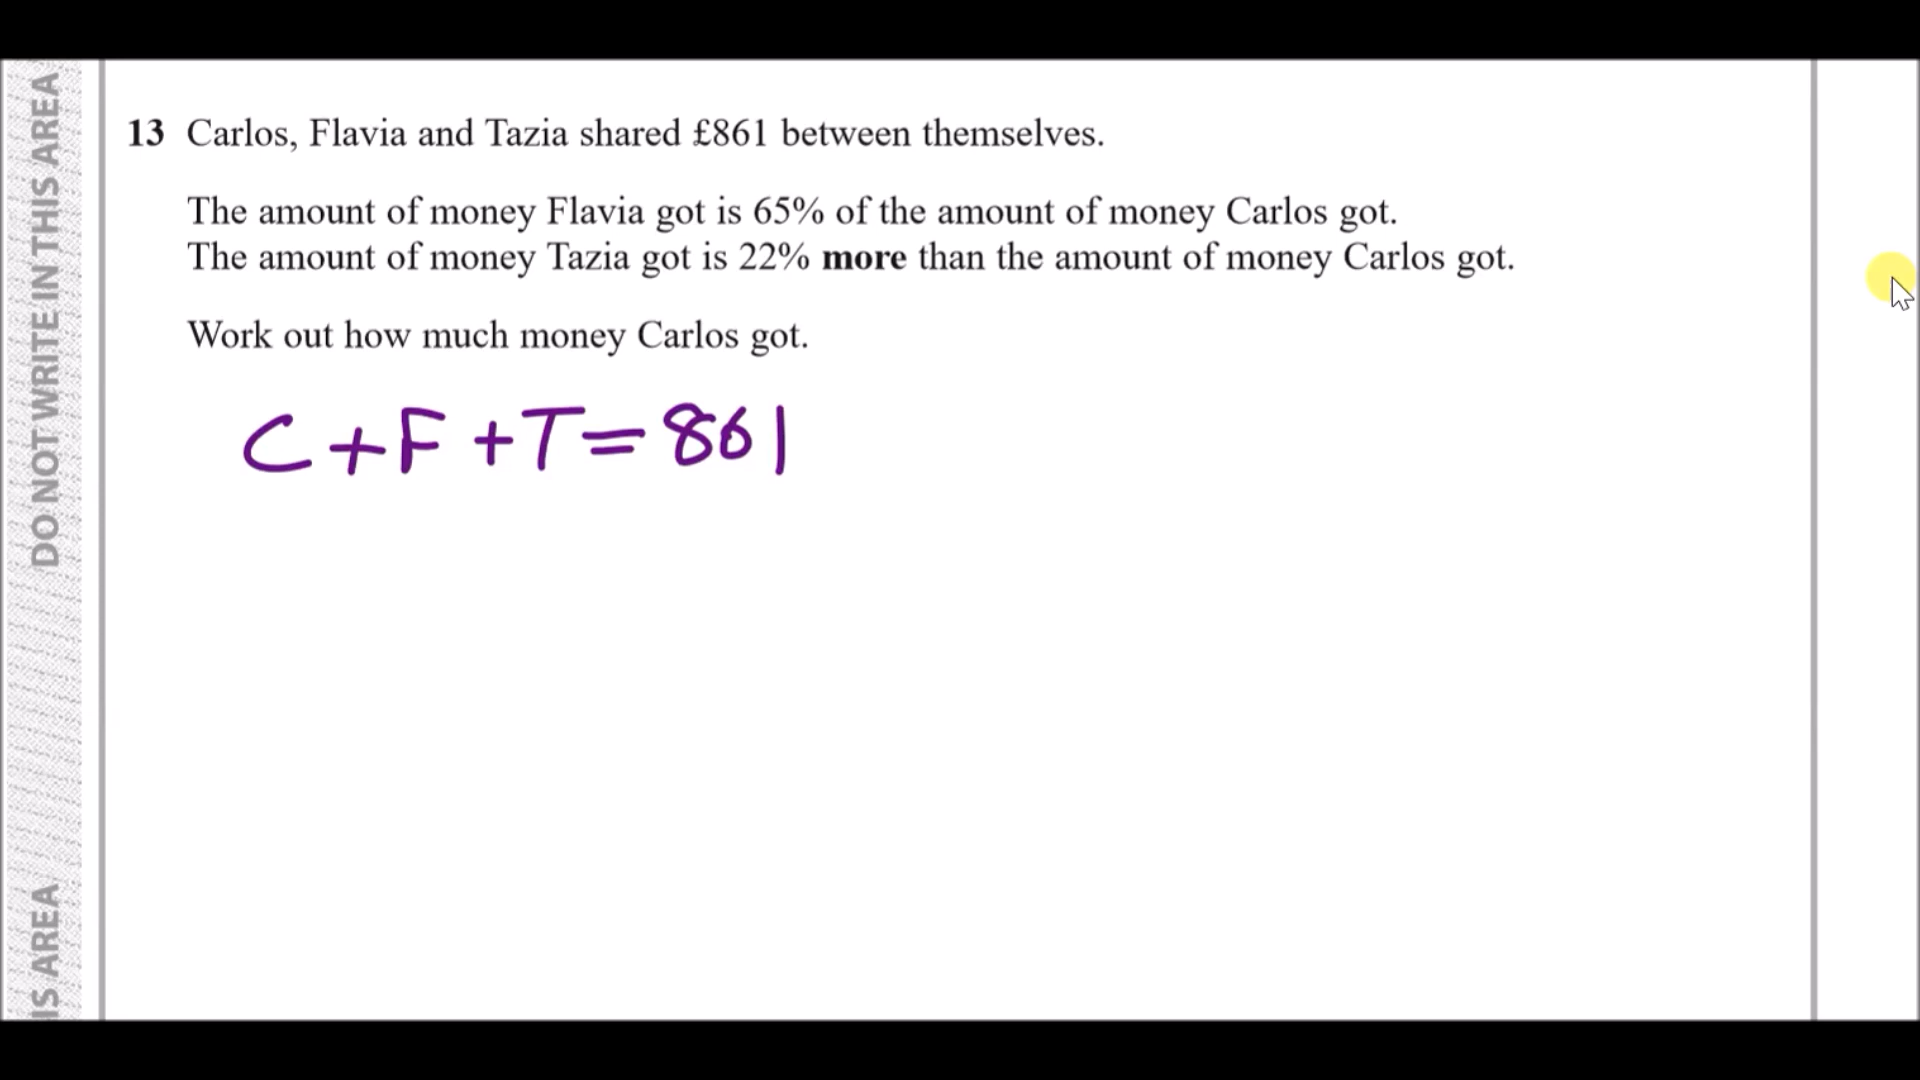 DO NOT WRITE IN THIS AREA
IS AREA
13 Carlos, Flavia and Tazia shared £861 between themselves.
The amount of money Flavia got is 65% of the amount of money Carlos got.
The amount of money Tazia got is 22% more than the amount of money Carlos got.
Work out how much money Carlos got.
C + F + T = 861